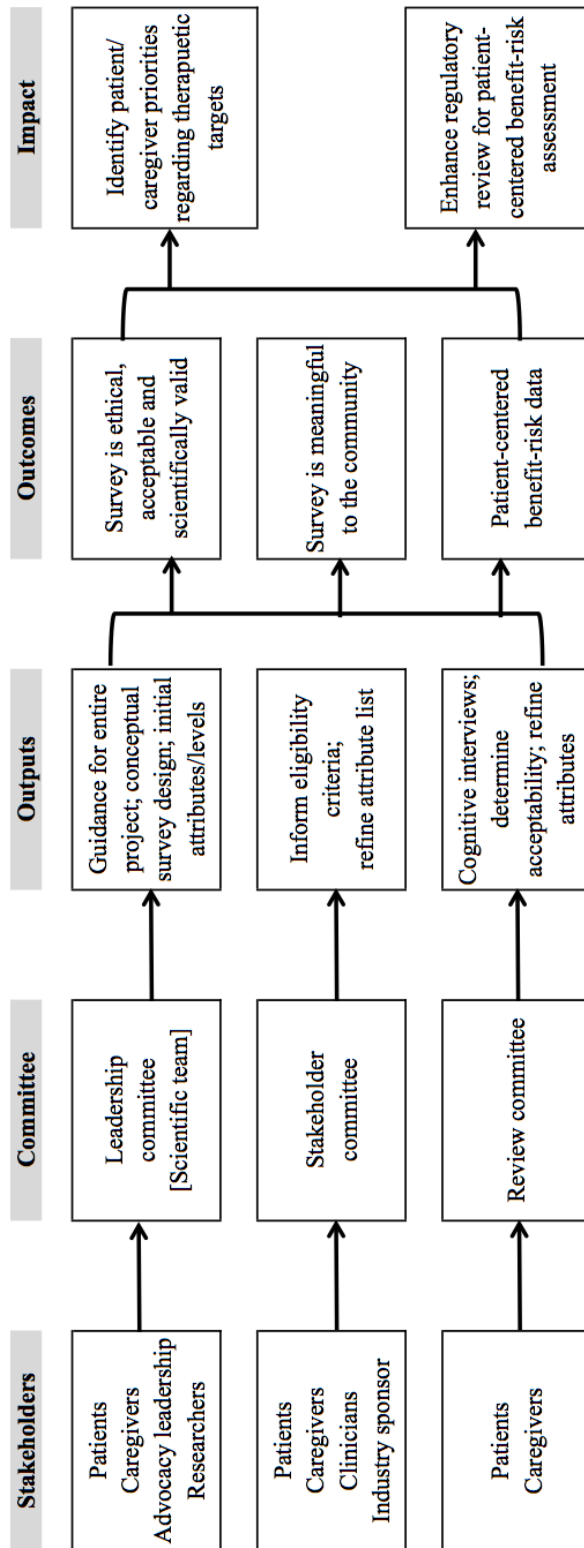 Stakeholders
Committee
Outputs
Outcomes
Impact
Patients
Caregivers
Advocacy leadership
Researchers
Leadership
committee
[Scientific team]
Guidance for entire
project; conceptual
survey design; initial
attributes/levels
Survey is ethical,
acceptable and
scientifically valid
Identify patient/
caregiver priorities
regarding therapuetic
targets
Patients
Caregivers
Clinicians
Industry sponsor
Stakeholder
committee
Inform eligibility
criteria;
refine attribute list
Survey is meaningful
to the community
Patients
Caregivers
Review committee
Cognitive interviews;
determine
acceptability; refine
attributes
Patient-centered
benefit-risk data
Enhance regulatory
review for patient-
centered benefit-risk
assessment